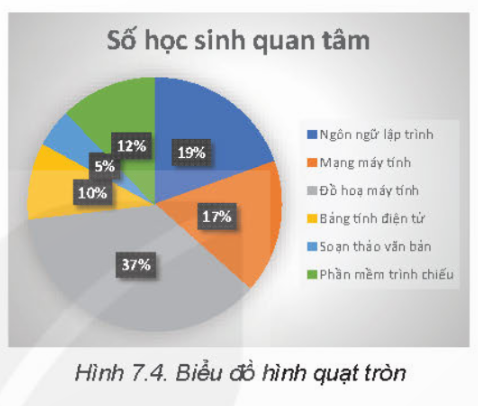 Số học sinh quan tâm
12%
19%
5%
10%
17%
37%
Ngôn ngữ lập trình
Mạng máy tính
Đồ hoạ máy tính
Bảng tính điện tử
Soạn thảo văn bản
Phần mềm trình chiếu
Hình 7.4. Biểu đồ hình quạt tròn